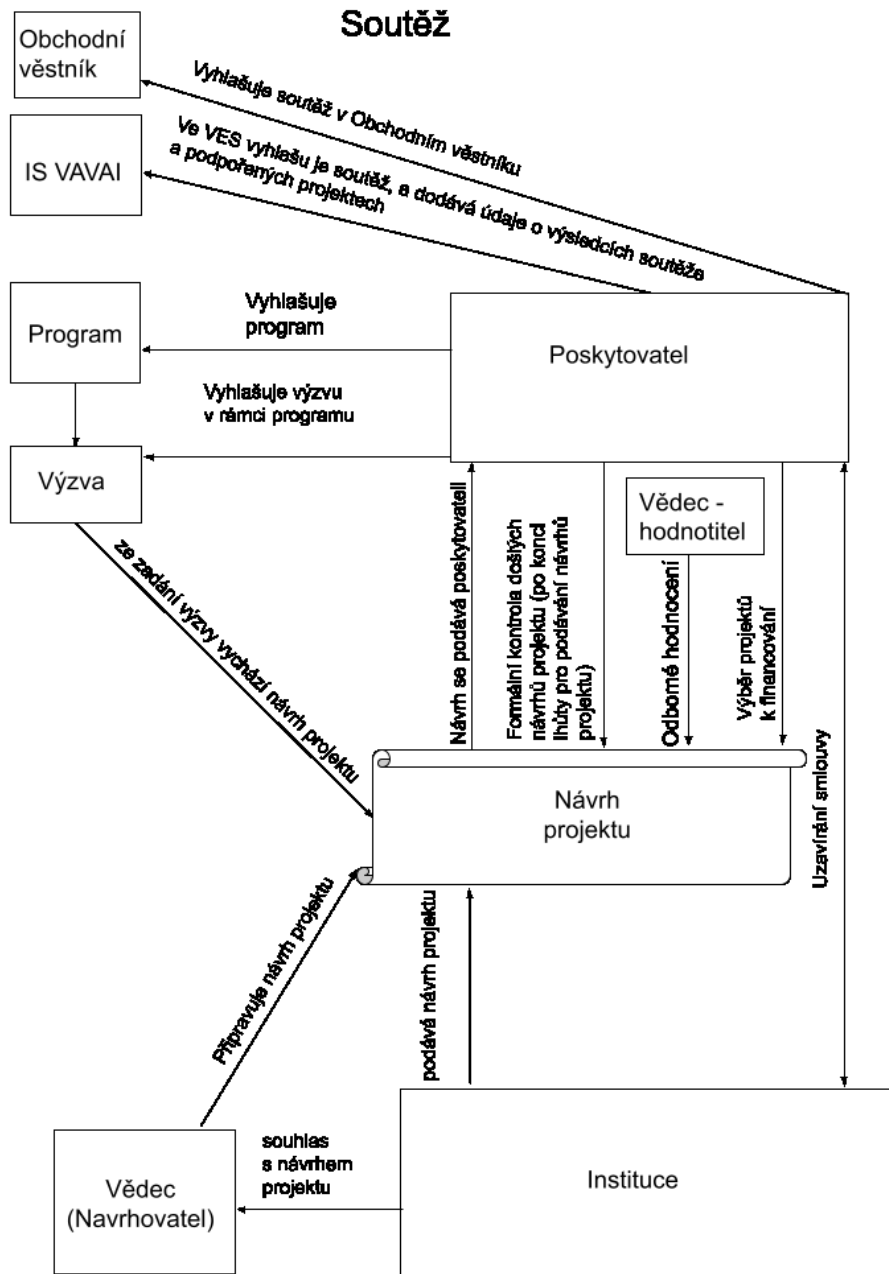 Soutěž
Obchodní
věstník
Vyhlašuje soutěž v Obchodním věstníku
IS VAVAI
Ve VES vyhlašu je soutěž, a dodává údaje o výsledcích soutěže
a podpořených projektech
Program
Vyhlašuje
program
Poskytovatel
Vyhlašuje výzvu
v rámci programu
Výzva
ze zadání výzvy vychází návrh projektu
Návrh se podává poskytovateli
Formální kontrola došlých
návrhů projektu (po konci
lhůty pro podávání návrhů
projektu)
Vědec -
hodnotitel
Odborné hodnocení
Výběr projektů
k financování
Uzavírání smlouvy
Návrh
projektu
Připravuje návrh projektu
podává návrh projektu
Vědec
(Navrhovatel)
souhlas
s návrhem
projektu
Instituce